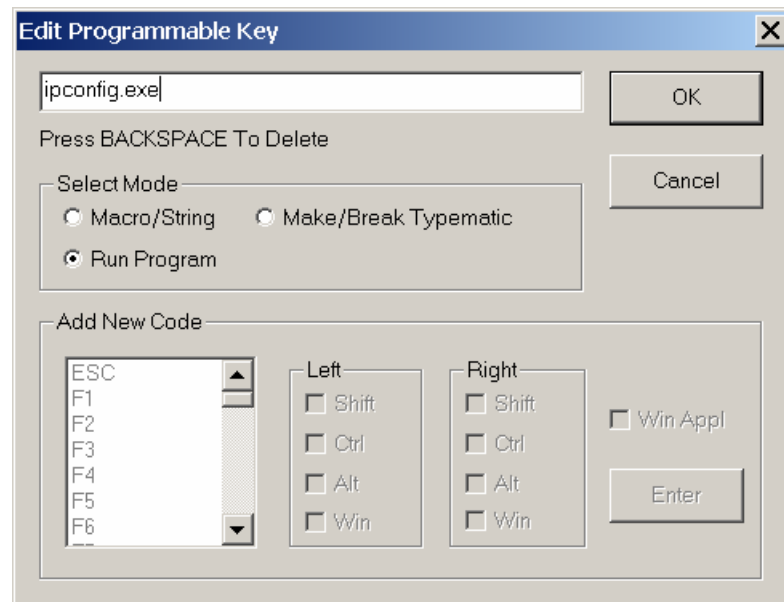 Edit Programmable Key
ipconfig.exe
OK
Press BACKSPACE To Delete
Cancel
Select Mode
Macro/String
Make/Break Typematic
Run Program
Add New Code
ESC
F1
F2
F3
F4
F5
F6
Left
Shift
Ctrl
Alt
Win
Right
Shift
Ctrl
Alt
Win
Win Appl
Enter